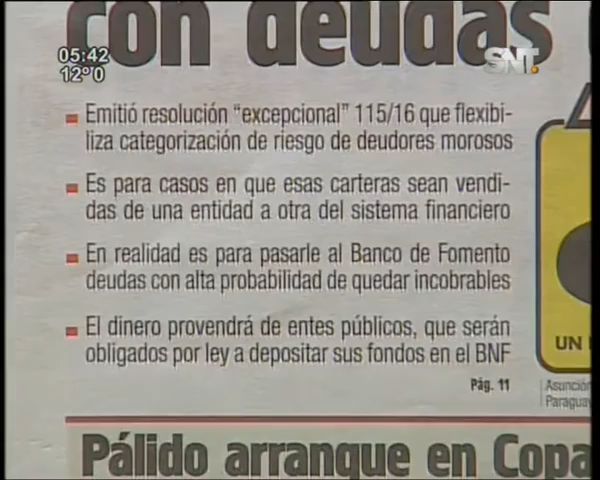 con deudas
05:42
12°0
SNT.
Emitió resolución “excepcional” 115/16 que flexibi-
liza categorización de riesgo de deudores morosos
Es para casos en que esas carteras sean vendi-
das de una entidad a otra del sistema financiero
En realidad es para pasarle al Banco de Fomento
deudas con alta probabilidad de quedar incobrables
El dinero provendrá de entes públicos, que serán
obligados por ley a depositar sus fondos en el BNF
Pág. 11
UN
Asunción
Paraguay
Pálido arranque en Copa